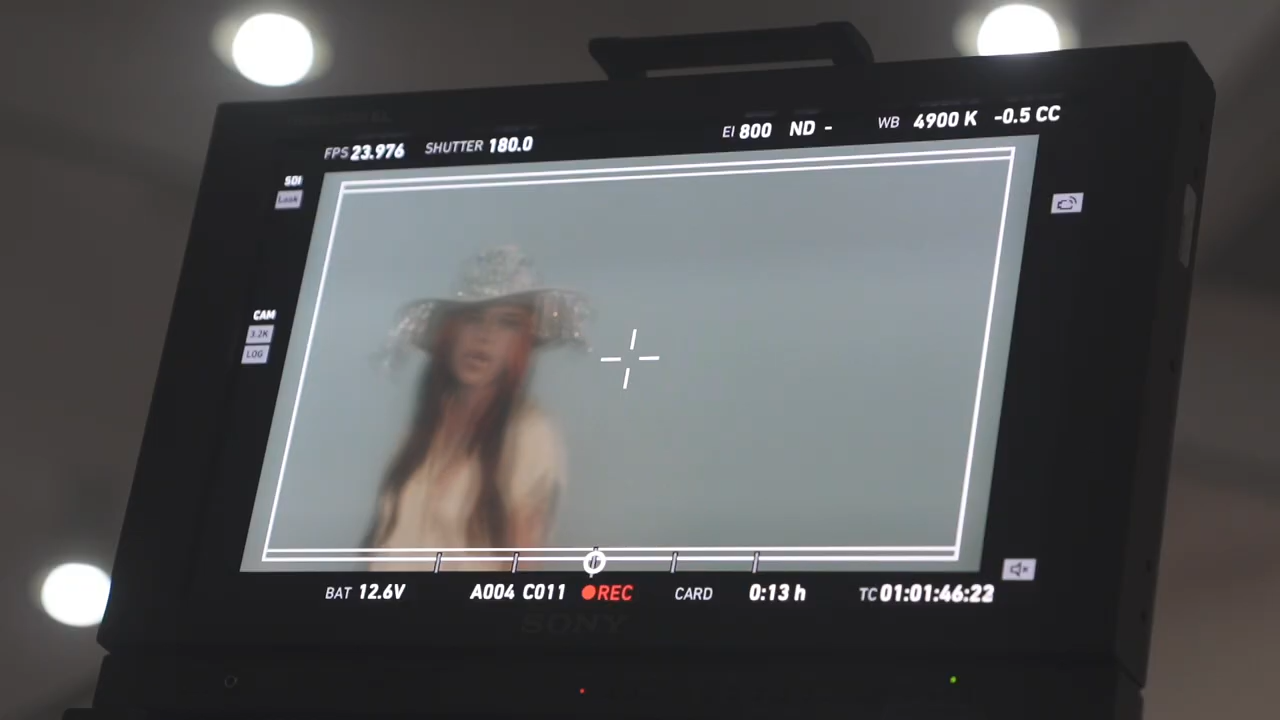 FPS 23.976 SHUTTER 180.0 EI 800 ND - WB 4900 K -0.5 CC
SDI
Look
CAM
3.2K
LOG
BAT 12.6V A004 C011 REC CARD 0:13 h TC 01:01:46:22
SONY